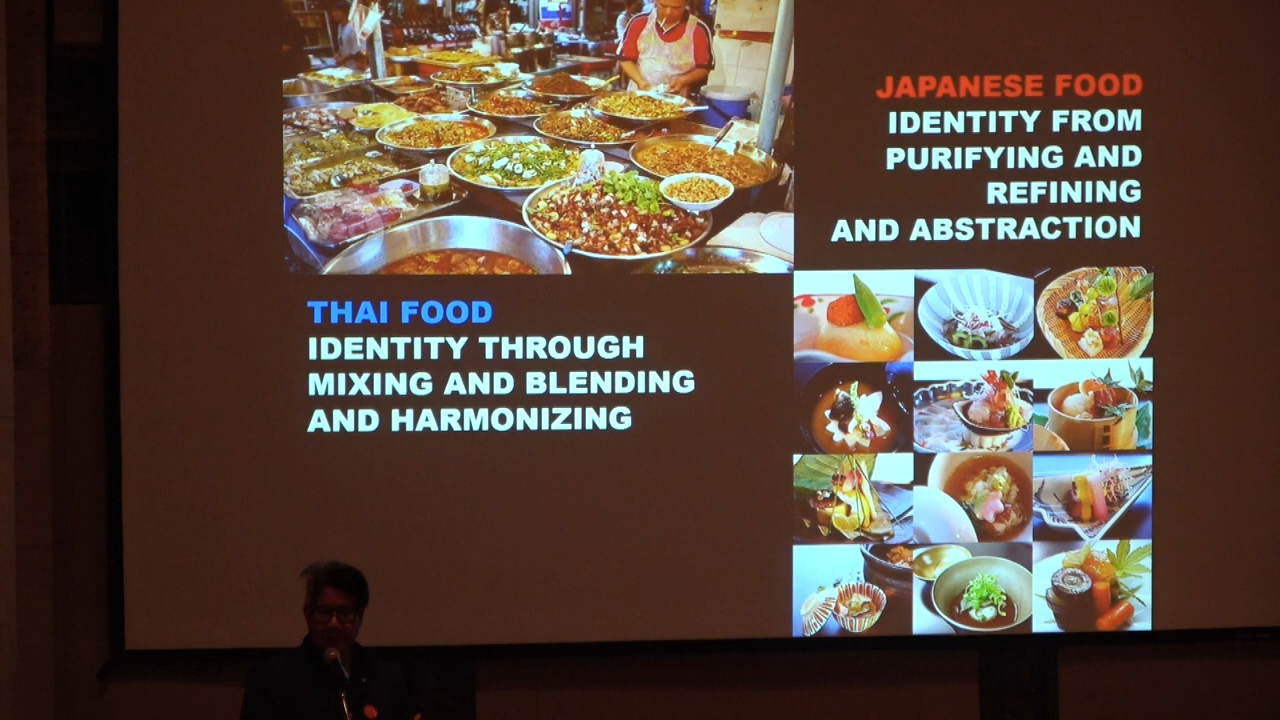 JAPANESE FOOD
IDENTITY FROM
PURIFYING AND
REFINING
AND ABSTRACTION
THAI FOOD
IDENTITY THROUGH
MIXING AND BLENDING
AND HARMONIZING